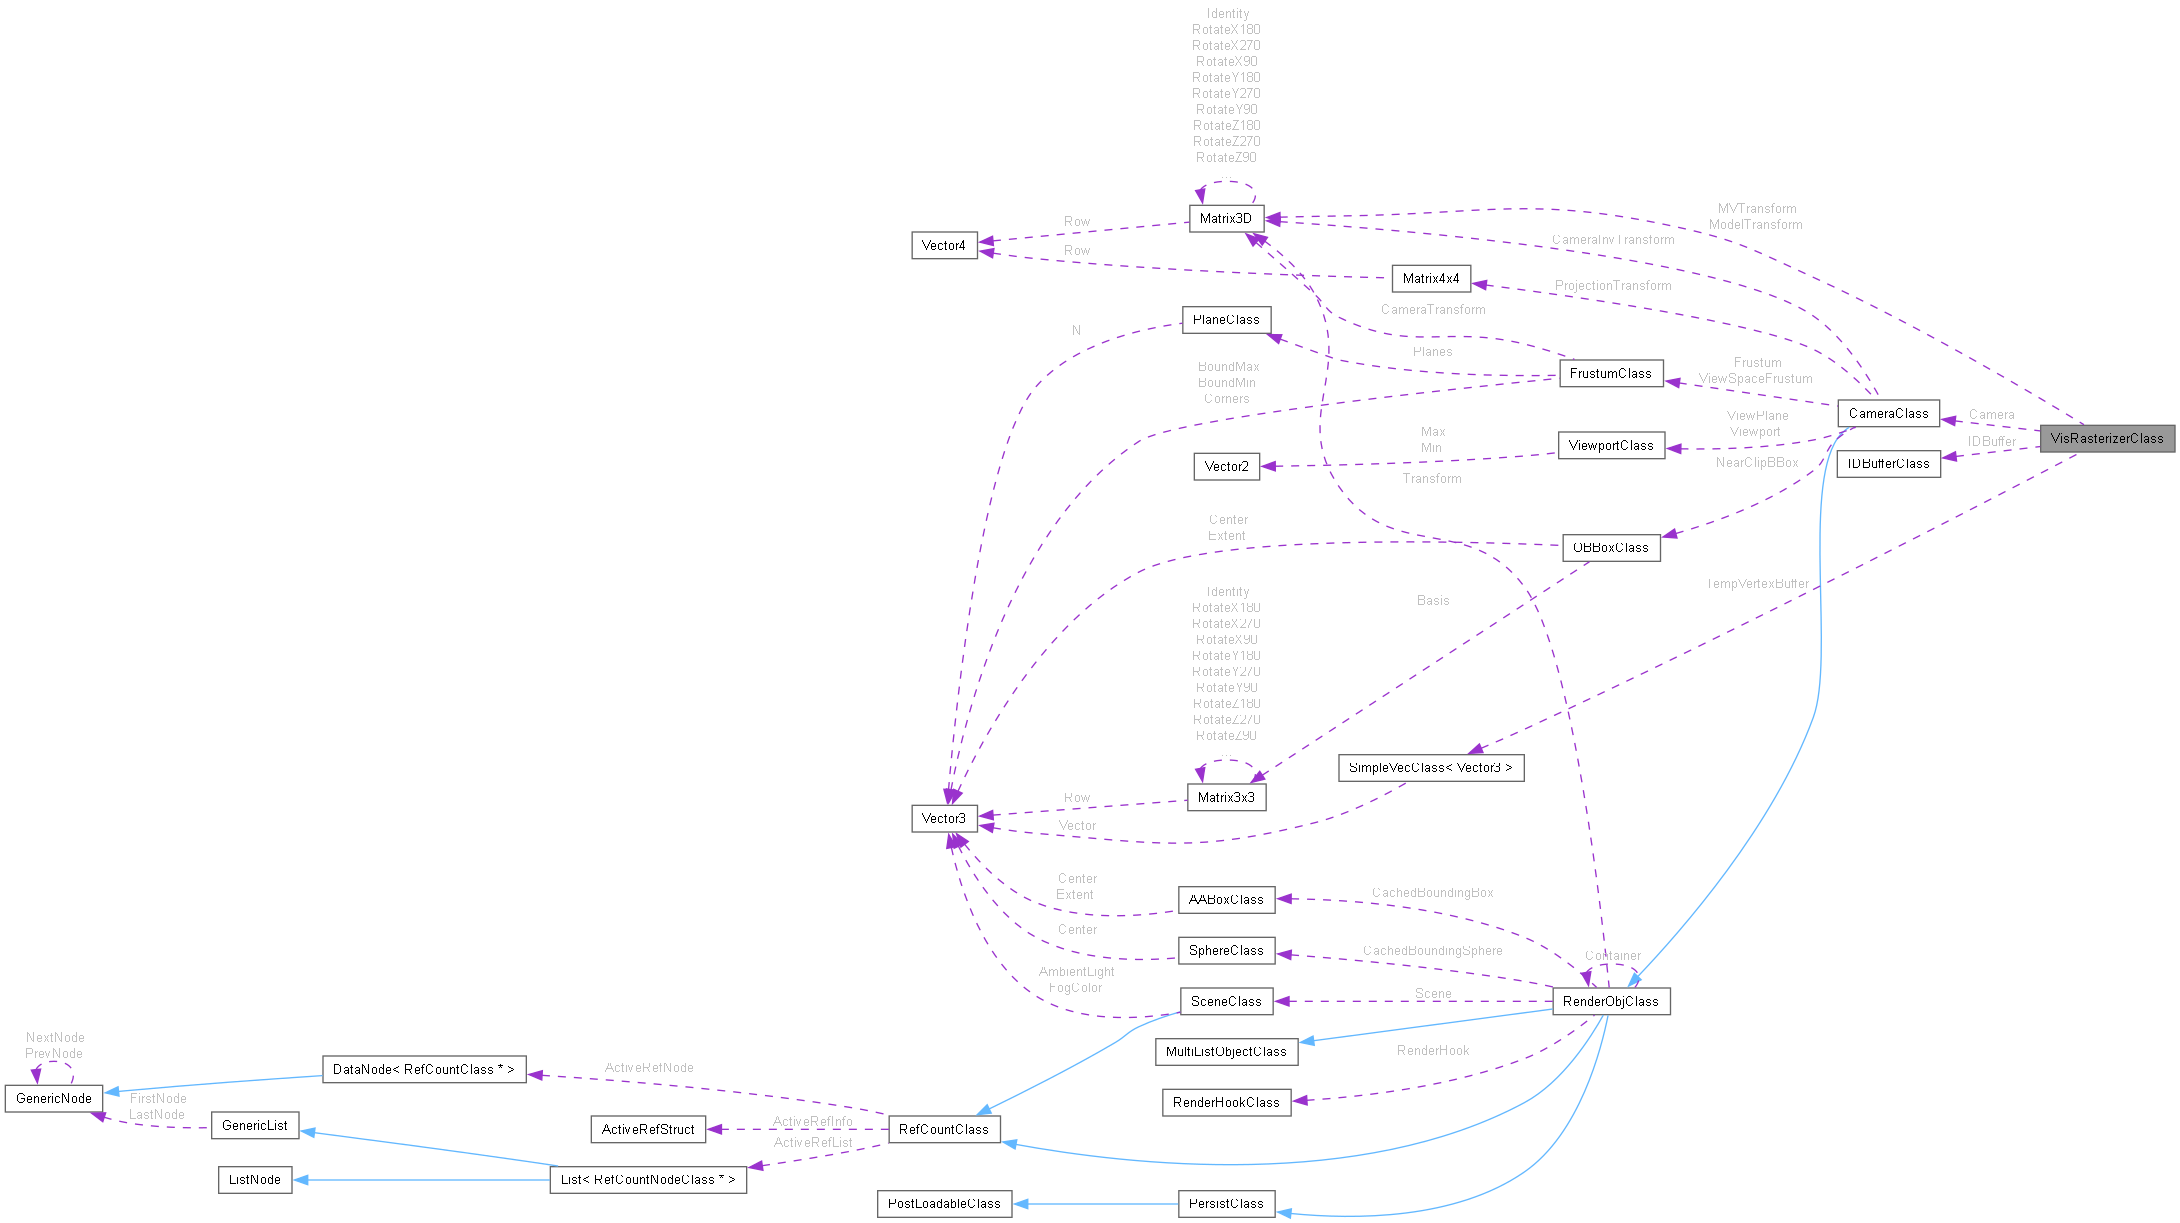 Identity
RotateX180
RotateX270
RotateX90
RotateY180
RotateY270
RotateY90
RotateZ180
RotateZ270
RotateZ90
...
Matrix3D
Row
Vector4
Row
MVTransform
ModelTransform
CameraInvTransform
Matrix4x4
ProjectionTransform
CameraTransform
PlaneClass
N
Planes
FrustumClass
Frustum
ViewSpaceFrustum
BoundMax
BoundMin
Corners
CameraClass
Camera
VisRasterizerClass
IDBuffer
IDBufferClass
ViewPlane
Viewport
ViewportClass
Max
Min
Vector2
NearClipBBox
Transform
Center
Extent
OBBoxClass
TempVertexBuffer
Basis
Identity
RotateX180
RotateX270
RotateX90
RotateY180
RotateY270
RotateY90
RotateZ180
RotateZ270
RotateZ90
...
SimpleVecClass< Vector3 >
Matrix3x3
Row
Vector3
Vector
Center
Extent
AABoxClass
CachedBoundingBox
Center
SphereClass
CachedBoundingSphere
Container
AmbientLight
FogColor
SceneClass
Scene
RenderObjClass
MultiListObjectClass
RenderHook
RenderHookClass
NextNode
PrevNode
GenericNode
DataNode< RefCountClass * >
ActiveRefNode
FirstNode
LastNode
GenericList
ActiveRefStruct
ActiveRefInfo
ActiveRefList
RefCountClass
ListNode
List< RefCountNodeClass * >
PostLoadableClass
PersistClass